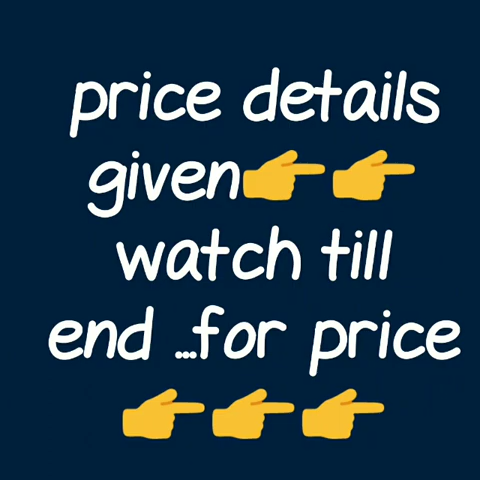 price details
given👉👉
watch till
end ...for price
👉👉👉